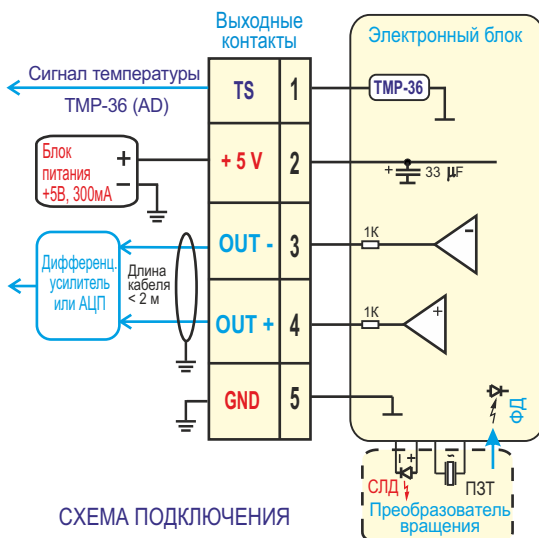 Выходные
контакты
Электронный блок
Сигнал температуры
TMP-36 (AD)
TS
1
TMP-36
Блок
питания
+5В, 300мА
+
−
+ 5 V
2
+
33 µF
Дифференц.
усилитель
или АЦП
Длина
кабеля
< 2 м
OUT -
3
1К
-
OUT +
4
1К
+
GND
5
ФД
− +
~
СЛД
ПЗТ
Преобразователь
вращения
СХЕМА ПОДКЛЮЧЕНИЯ